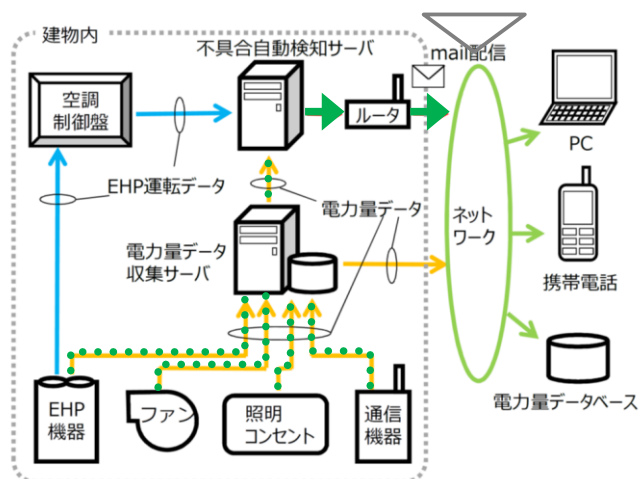 建物内
不具合自動検知サーバ
mail配信
空調
制御盤
ルータ
PC
EHP運転データ
電力量データ
ネット
ワーク
電力量データ
収集サーバ
携帯電話
電力量データベース
EHP
機器
ファン
照明
コンセント
通信
機器